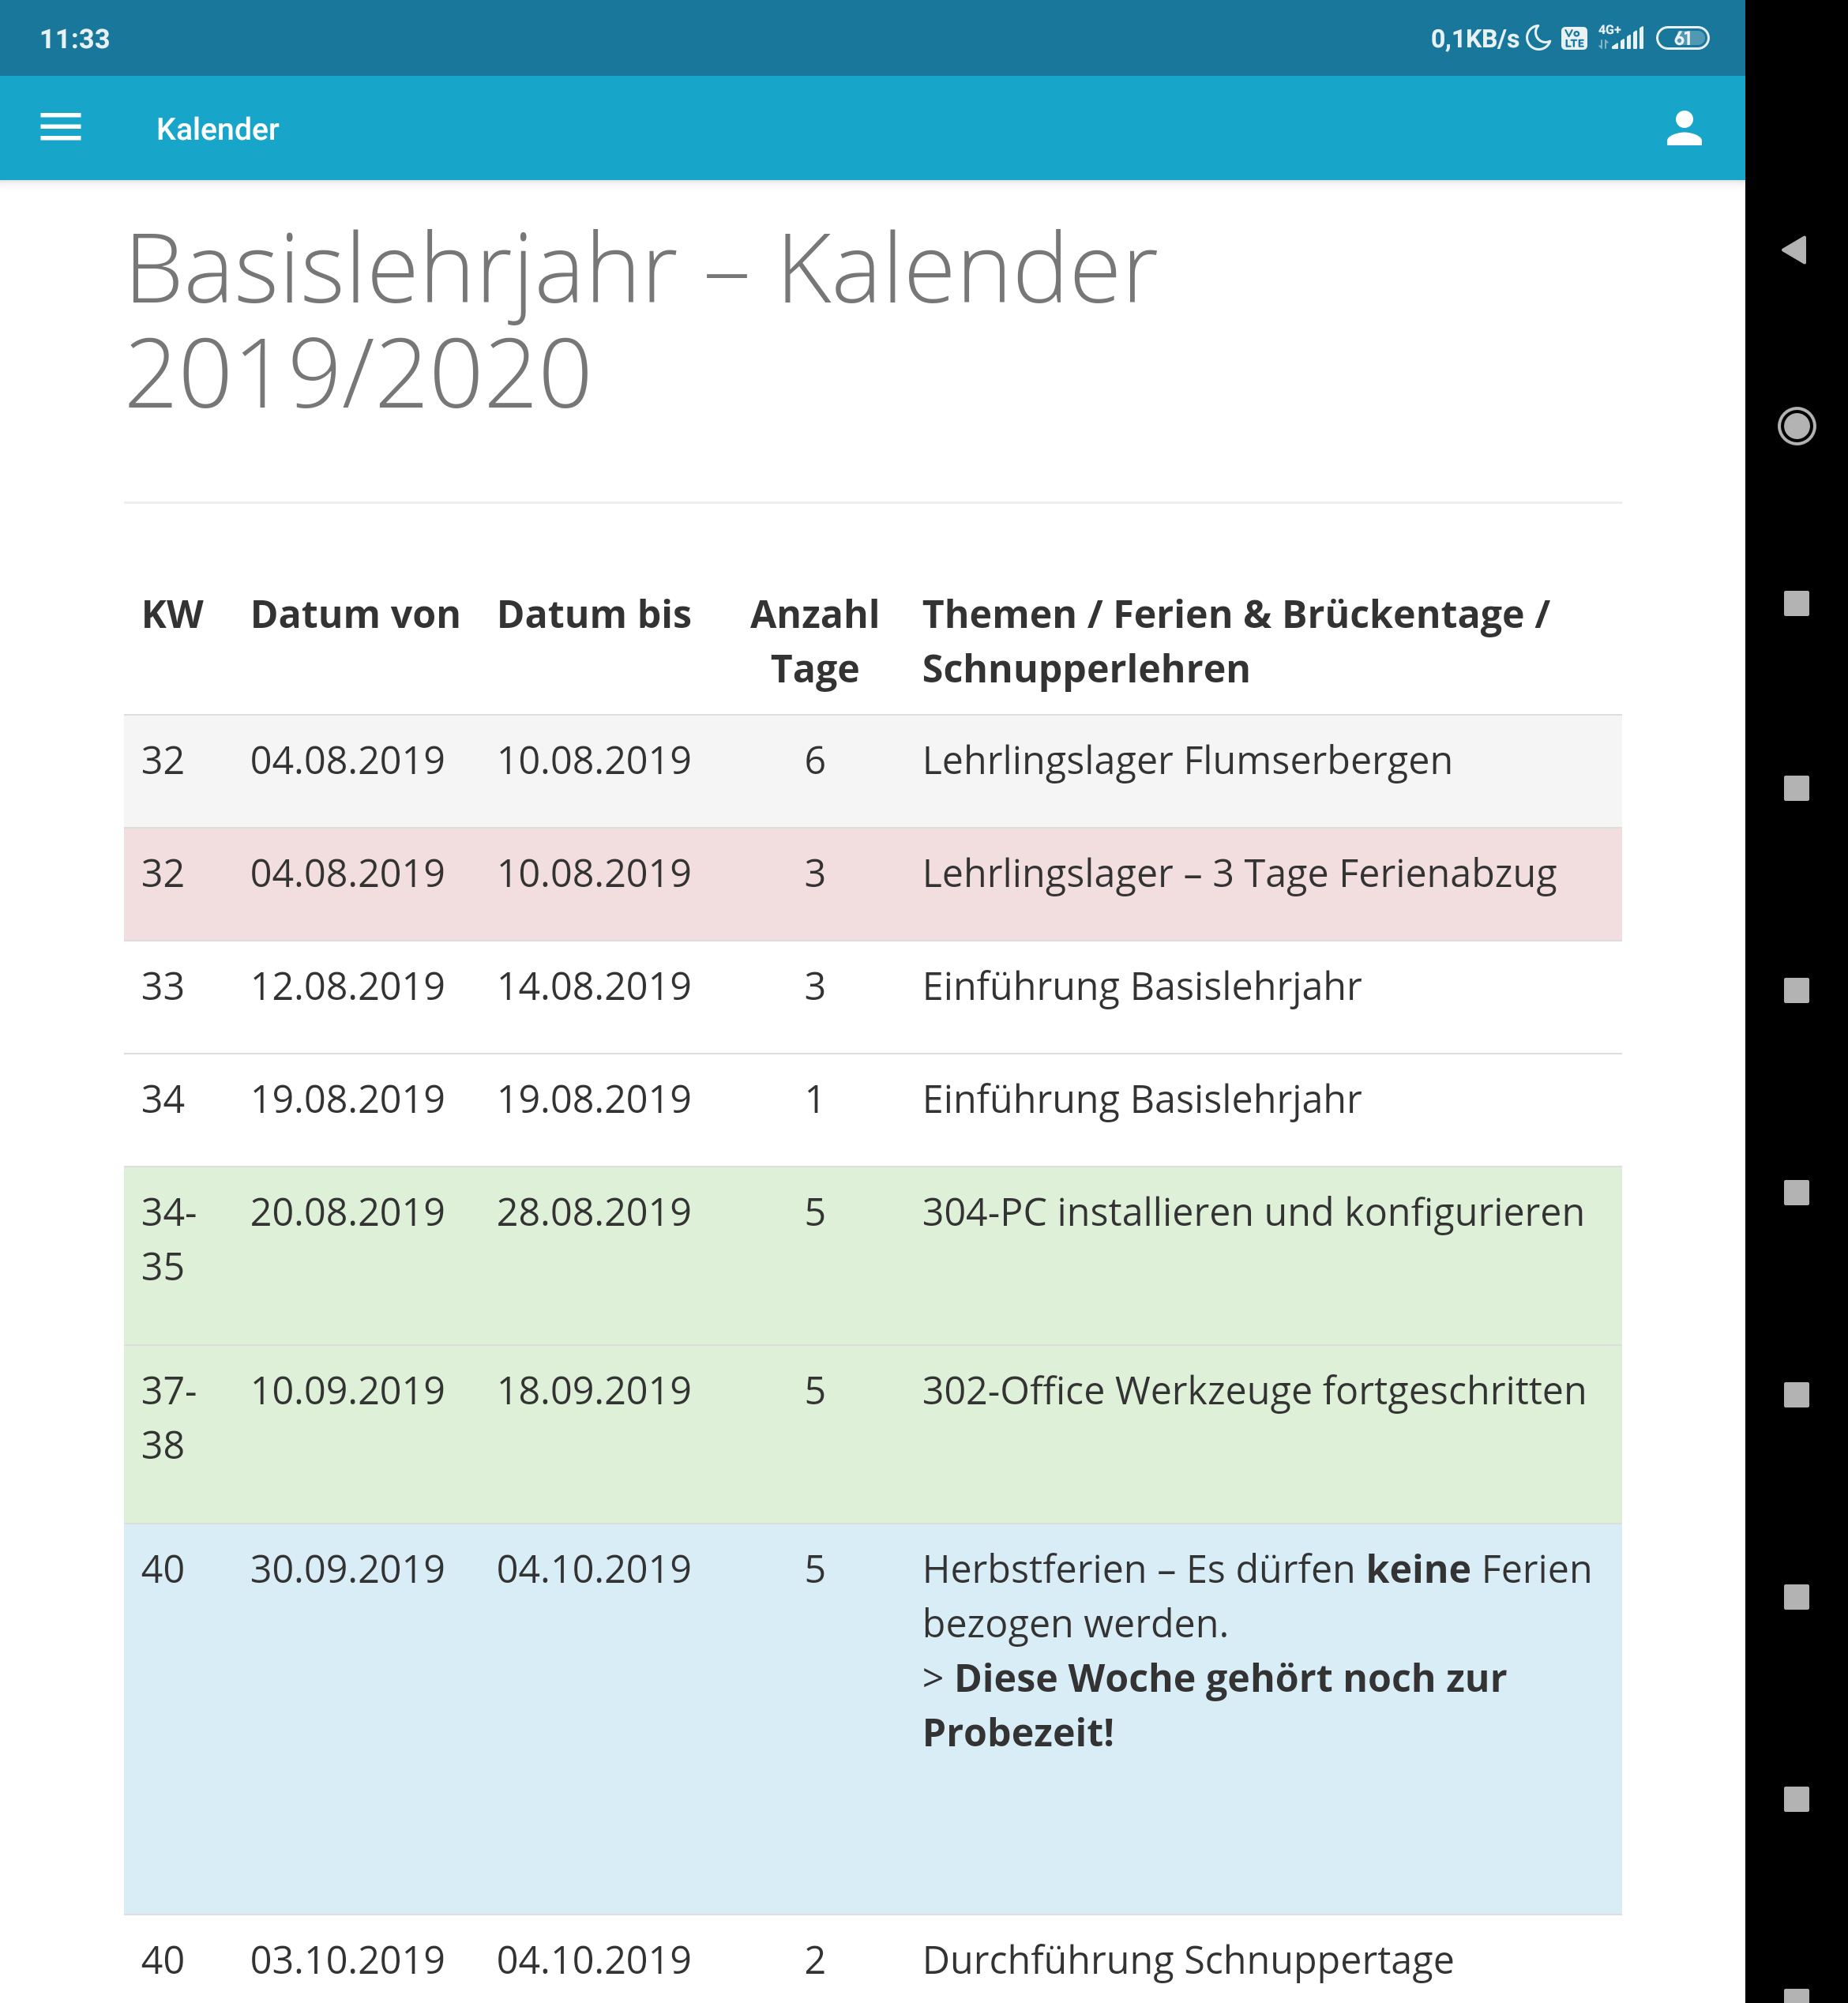 11:33 0,1KB/s Vo LTE 4G+ 61
Kalender
Basislehrjahr – Kalender
2019/2020
KW Datum von Datum bis Anzahl Tage Themen / Ferien & Brückentage /
Schnupperlehren
32 04.08.2019 10.08.2019 6 Lehrlingslager Flumserbergen
32 04.08.2019 10.08.2019 3 Lehrlingslager – 3 Tage Ferienabzug
33 12.08.2019 14.08.2019 3 Einführung Basislehrjahr
34 19.08.2019 19.08.2019 1 Einführung Basislehrjahr
34-
35 20.08.2019 28.08.2019 5 304-PC installieren und konfigurieren
37-
38 10.09.2019 18.09.2019 5 302-Office Werkzeuge fortgeschritten
40 30.09.2019 04.10.2019 5 Herbstferien – Es dürfen keine Ferien
bezogen werden.
> Diese Woche gehört noch zur
Probezeit!
40 03.10.2019 04.10.2019 2 Durchführung Schnuppertage